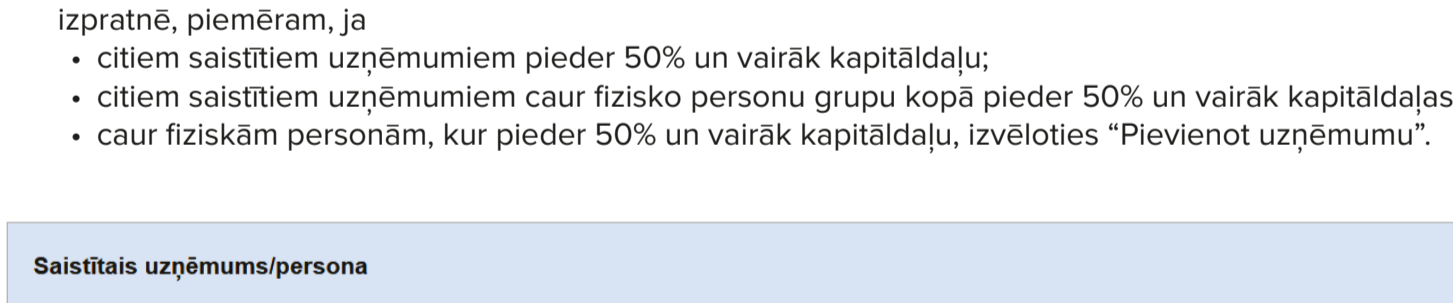 izpratnē, piemēram, ja
• citiem saistītiem uzņēmumiem pieder 50% un vairāk kapitāldaļu;
• citiem saistītiem uzņēmumiem caur fizisko personu grupu kopā pieder 50% un vairāk kapitāldaļas
• caur fiziskām personām, kur pieder 50% un vairāk kapitāldaļu, izvēloties “Pievienot uzņēmumu”.
Saistītais uzņēmums/persona